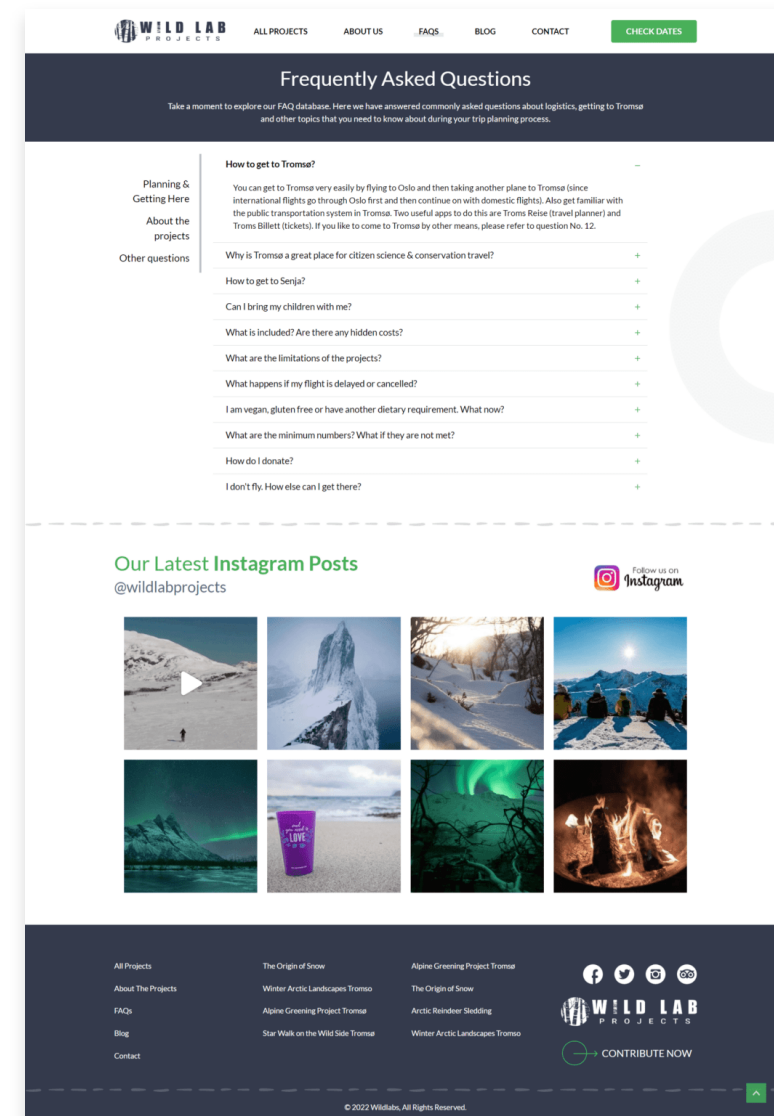 WILD LAB
PROJECTS
ALL PROJECTS
ABOUT US
FAQS
BLOG
CONTACT
CHECK DATES
Frequently Asked Questions
Take a moment to explore our FAQ database. Here we have answered commonly asked questions about logistics, getting to Tromsø
and other topics that you need to know about during your trip planning process.
Planning &
Getting Here
About the
projects
Other questions
How to get to Tromsø?
You can get to Tromsø very easily by flying to Oslo and then taking another plane to Tromsø (since
international flights go through Oslo first and then continue on with domestic flights). Also get familiar with
the public transportation system in Tromsø. Two useful apps to do this are Troms Reise (travel planner) and
Troms Billett (tickets). If you like to come to Tromsø by other means, please refer to question No. 12.
Why is Tromsø a great place for citizen science & conservation travel?
How to get to Senja?
Can I bring my children with me?
What is included? Are there any hidden costs?
What are the limitations of the projects?
What happens if my flight is delayed or cancelled?
I am vegan, gluten free or have another dietary requirement. What now?
What are the minimum numbers? What if they are not met?
How do I donate?
I don't fly. How else can I get there?
Our Latest Instagram Posts
@wildlabprojects
Follow us on
Instagram
and
you need is
LOVE
All Projects
About The Projects
FAQs
Blog
Contact
The Origin of Snow
Winter Arctic Landscapes Tromso
Alpine Greening Project Tromsø
Star Walk on the Wild Side Tromsø
Alpine Greening Project Tromsø
The Origin of Snow
Arctic Reindeer Sledding
Winter Arctic Landscapes Tromso
WILD LAB
PROJECTS
CONTRIBUTE NOW
© 2022 Wildlabs, All Rights Reserved.